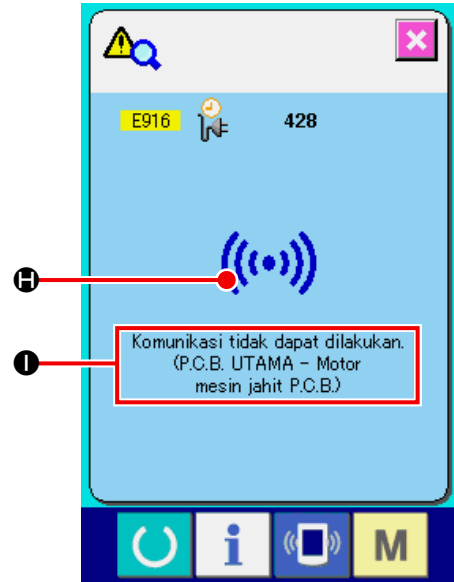 E916 428
H
Komunikasi tidak dapat dilakukan.
I
(P.C.B. UTAMA - Motor
mesin jahit P.C.B.)
i M